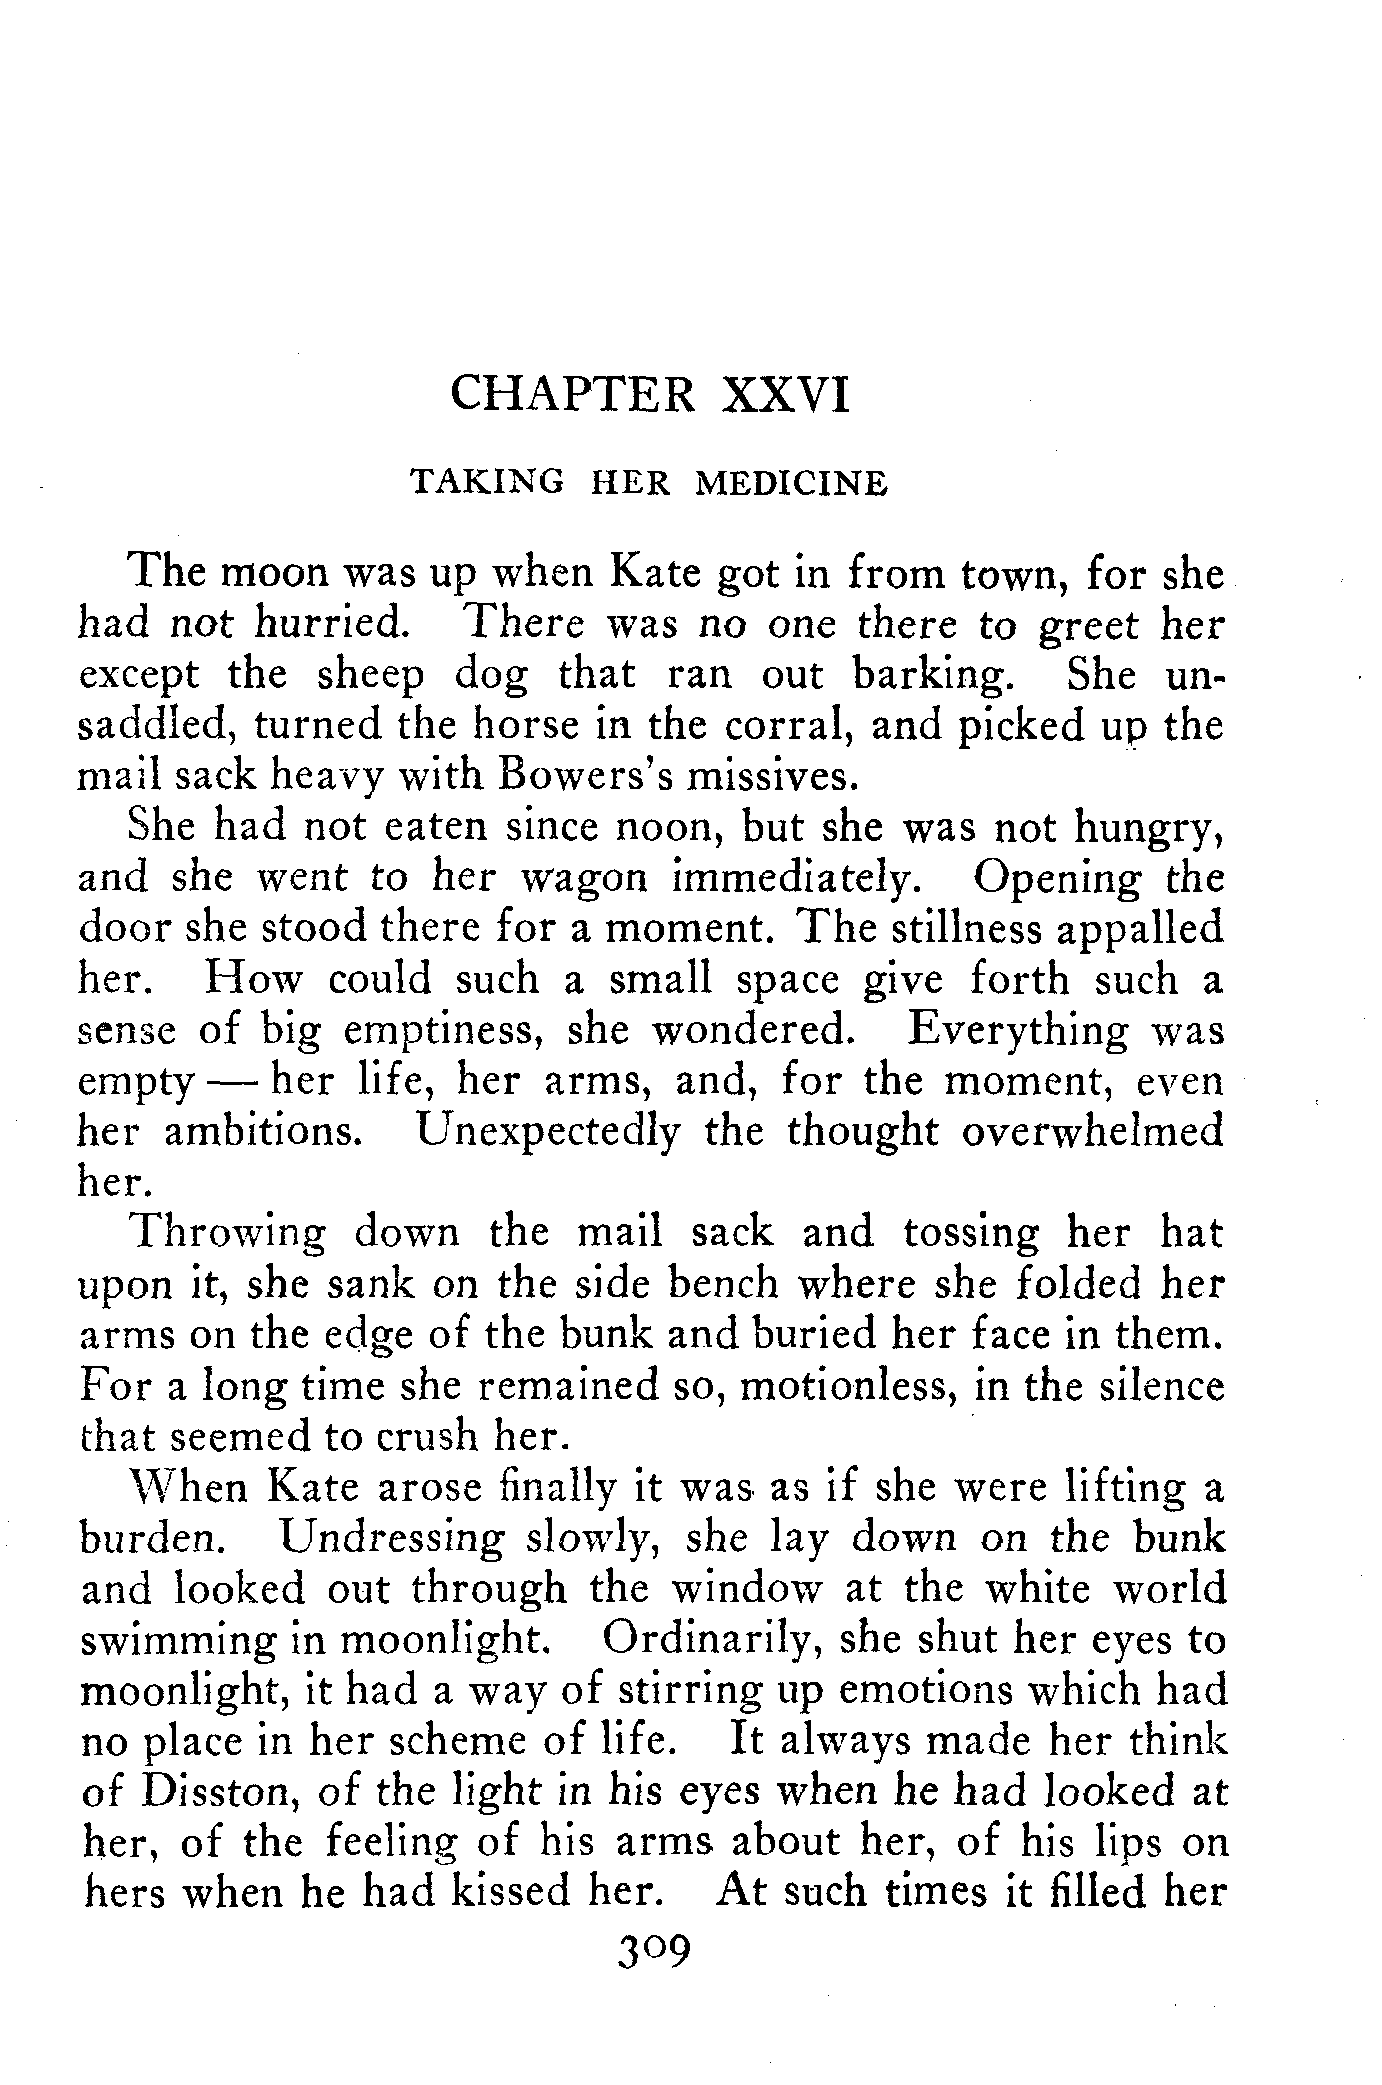 CHAPTER XXVI
TAKING HER MEDICINE
The moon was up when Kate got in from town, for she
had not hurried. There was no one there to greet her
except the sheep dog that ran out barking. She un-
saddled, turned the horse in the corral, and picked up the
mail sack heavy with Bowers's missives.
She had not eaten since noon, but she was not hungry,
and she went to her wagon immediately. Opening the
door she stood there for a moment. The stillness appalled
her. How could such a small space give forth such a
sense of big emptiness, she wondered. Everything was
empty — her life, her arms, and, for the moment, even
her ambitions. Unexpectedly the thought overwhelmed
her.
Throwing down the mail sack and tossing her hat
upon it, she sank on the side bench where she folded her
arms on the edge of the bunk and buried her face in them.
For a long time she remained so, motionless, in the silence
that seemed to crush her.
When Kate arose finally it was as if she were lifting a
burden. Undressing slowly, she lay down on the bunk
and looked out through the window at the white world
swimming in moonlight. Ordinarily, she shut her eyes to
moonlight, it had a way of stirring up emotions which had
no place in her scheme of life. It always made her think
of Disston, of the light in his eyes when he had looked at
her, of the feeling of his arms about her, of his lips on
hers when he had kissed her. At such times it filled her
309